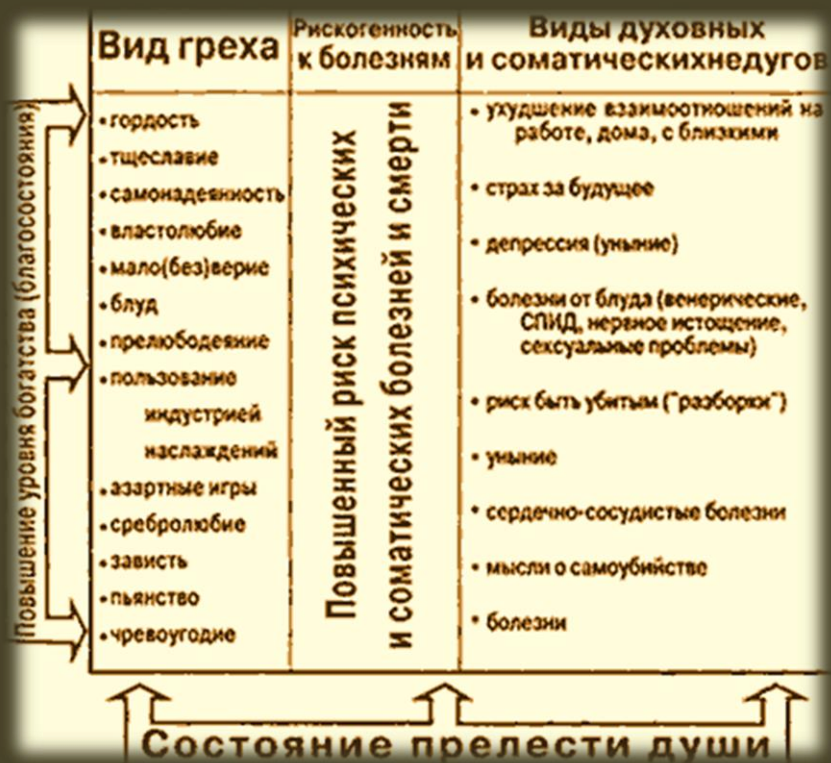 Вид греха
Рискогенность
к болезням
Виды духовных
и соматическихнедугов
Повышение уровня богатства (благосостояния)
•гордость
•тщеславие
•самонадеянность
•властолюбие
•мало(без)верие
•блуд
•прелюбодеяние
•пользование
индустрией
наслаждений
•азартные игры
•сребролюбие
•зависть
•пьянство
•чревоугодие
Повышенный риск психических
и соматических болезней и смерти
• ухудшение взаимоотношений на
работе, дома, с близкими
• страх за будущее
• депрессия (уныние)
• болезни от блуда (венерические,
СПИД, нервное истощение,
сексуальные проблемы)
• риск быть убитым ("разборки")
• уныние
• сердечно-сосудистые болезни
• мысли о самоубийстве
• болезни
Состояние прелести души